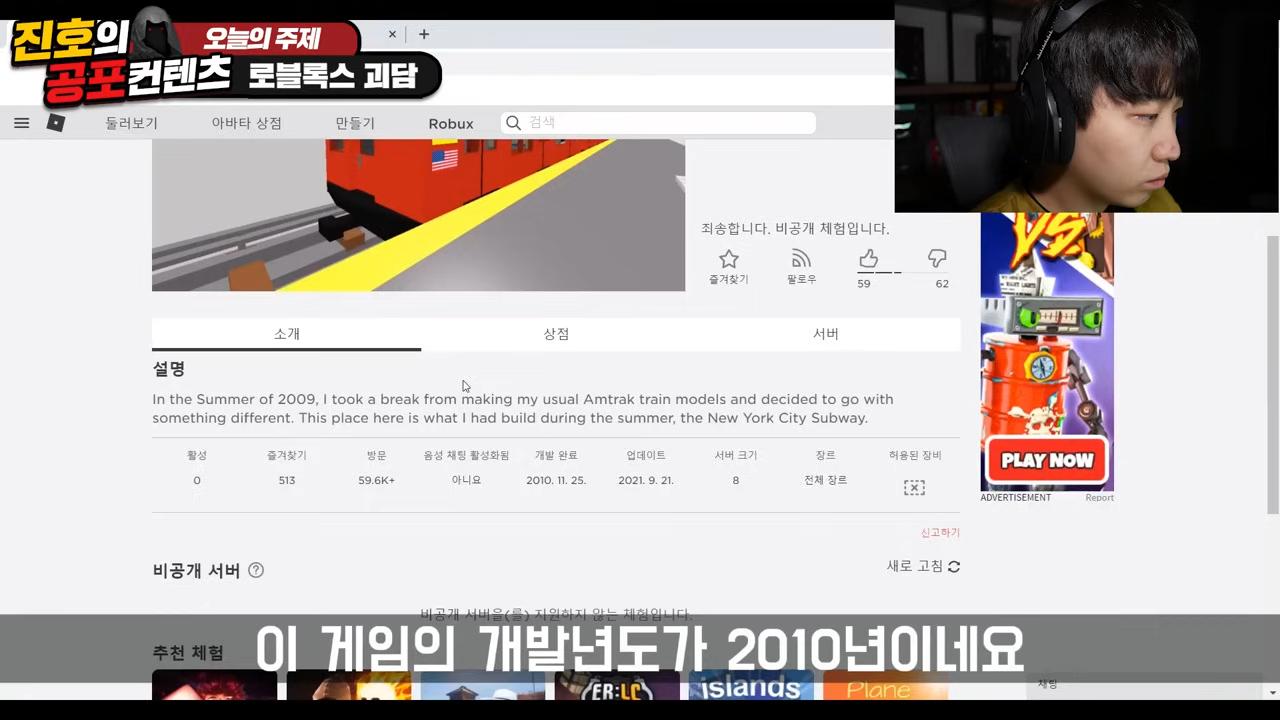 진호의
공포컨텐츠
오늘의 주제
로블록스 괴담
둘러보기
아바타 상점
만들기
Robux
검색
죄송합니다. 비공개 체험입니다.
즐겨찾기
팔로우
59
62
VS
소개
상점
서버
설명
In the Summer of 2009, I took a break from making my usual Amtrak train models and decided to go with
something different. This place here is what I had build during the summer, the New York City Subway.
활성
즐겨찾기
방문
음성 채팅 활성화됨
개발 완료
업데이트
서버 크기
장르
허용된 장비
0
513
59.6K+
아니요
2010. 11. 25.
2021. 9. 21.
8
전체 장르
PLAY NOW
ADVERTISEMENT
Report
신고하기
비공개 서버
새로 고침
비공개 서버을(를) 지원하지 않는 체험입니다.
이 게임의 개발년도가 2010년이네요
추천 체험
채팅
ER:LC
islands
Plane